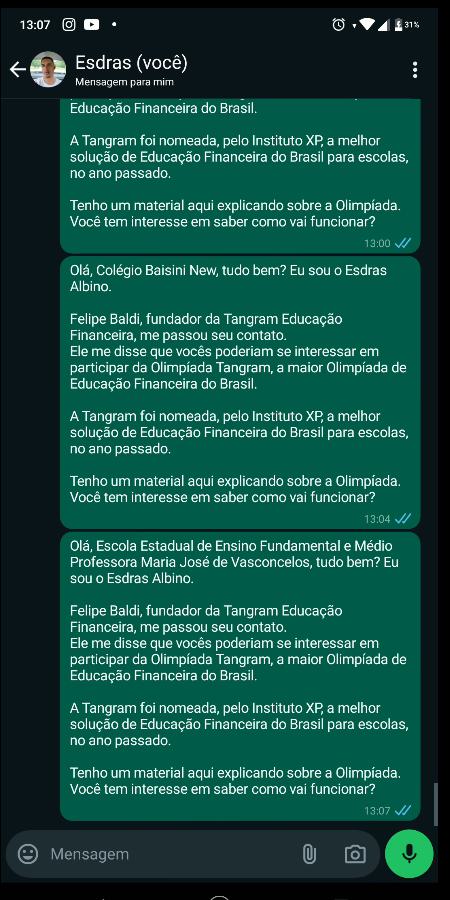 13:07
31%
Esdras (você)
Mensagem para mim
Educação Financeira do Brasil.
A Tangram foi nomeada, pelo Instituto XP, a melhor
solução de Educação Financeira do Brasil para escolas,
no ano passado.
Tenho um material aqui explicando sobre a Olimpíada.
Você tem interesse em saber como vai funcionar?
13:00
Olá, Colégio Baisini New, tudo bem? Eu sou o Esdras
Albino.
Felipe Baldi, fundador da Tangram Educação
Financeira, me passou seu contato.
Ele me disse que vocês poderiam se interessar em
participar da Olimpíada Tangram, a maior Olimpíada de
Educação Financeira do Brasil.
A Tangram foi nomeada, pelo Instituto XP, a melhor
solução de Educação Financeira do Brasil para escolas,
no ano passado.
Tenho um material aqui explicando sobre a Olimpíada.
Você tem interesse em saber como vai funcionar?
13:04
Olá, Escola Estadual de Ensino Fundamental e Médio
Professora Maria José de Vasconcelos, tudo bem? Eu
sou o Esdras Albino.
Felipe Baldi, fundador da Tangram Educação
Financeira, me passou seu contato.
Ele me disse que vocês poderiam se interessar em
participar da Olimpíada Tangram, a maior Olimpíada de
Educação Financeira do Brasil.
A Tangram foi nomeada, pelo Instituto XP, a melhor
solução de Educação Financeira do Brasil para escolas,
no ano passado.
Tenho um material aqui explicando sobre a Olimpíada.
Você tem interesse em saber como vai funcionar?
13:07
Mensagem